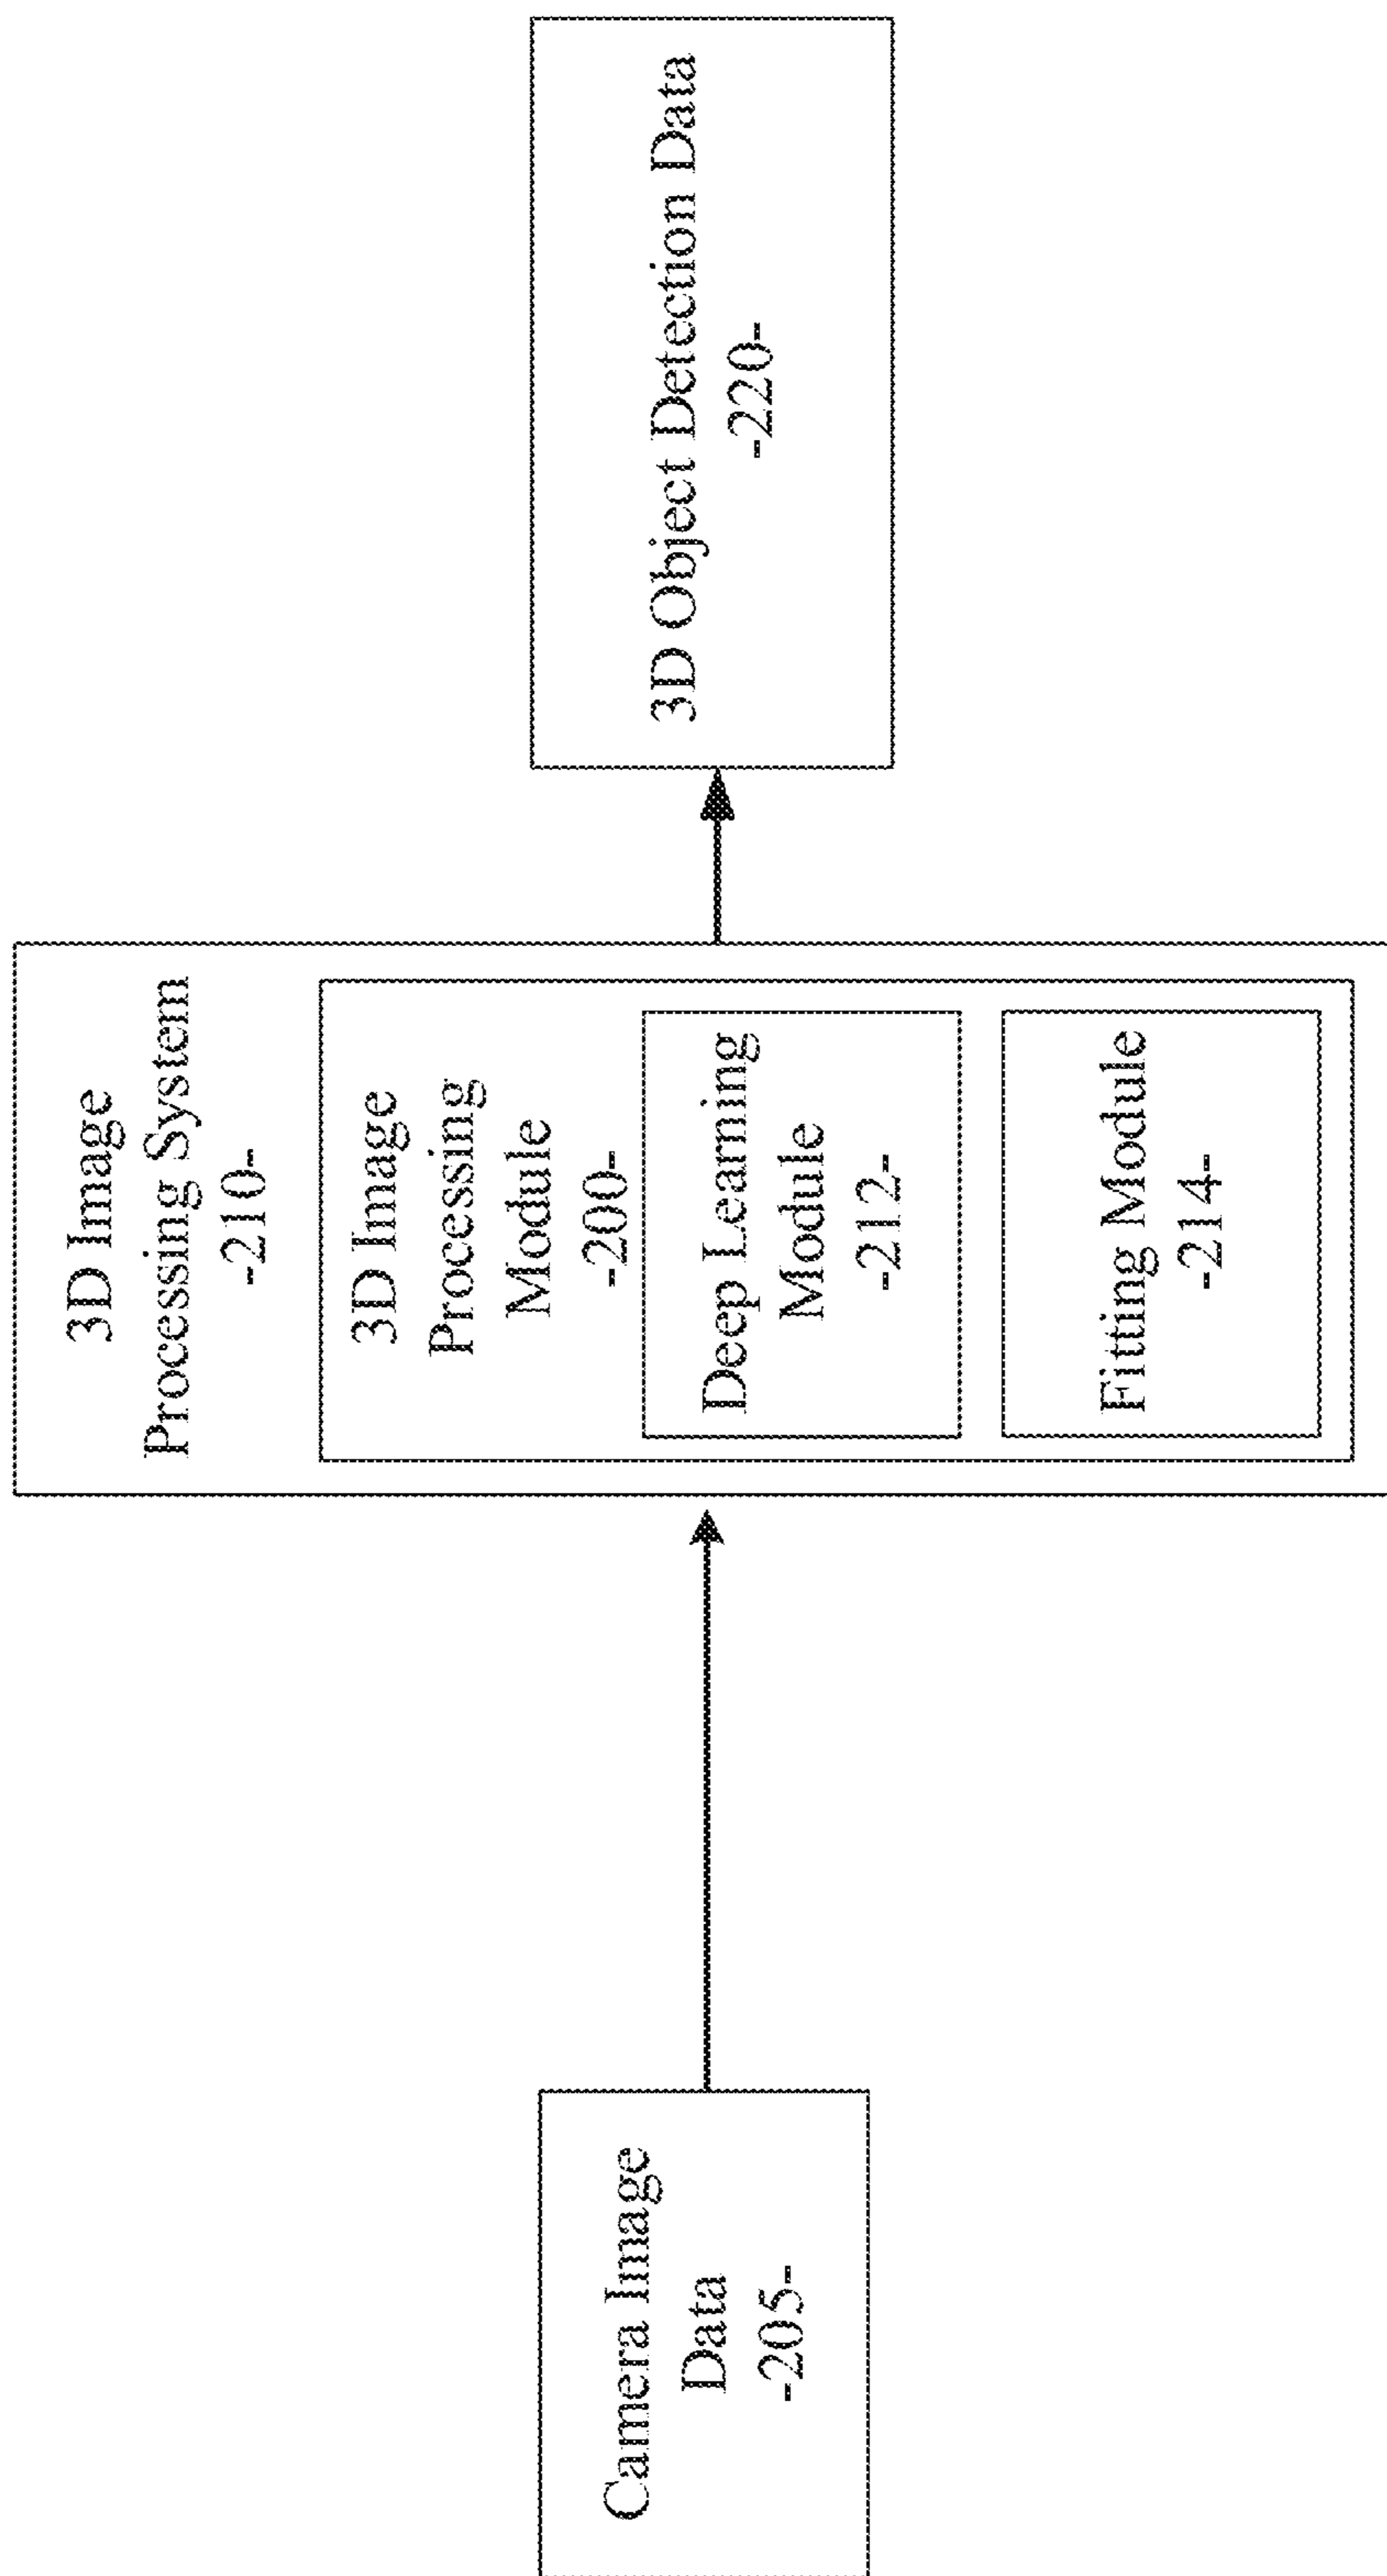 Camera Image
Data
-205-
3D Image
Processing System
-210-
3D Image
Processing
Module
-200-
Deep Learning
Module
-212-
Fitting Module
-214-
3D Object Detection Data
-220-